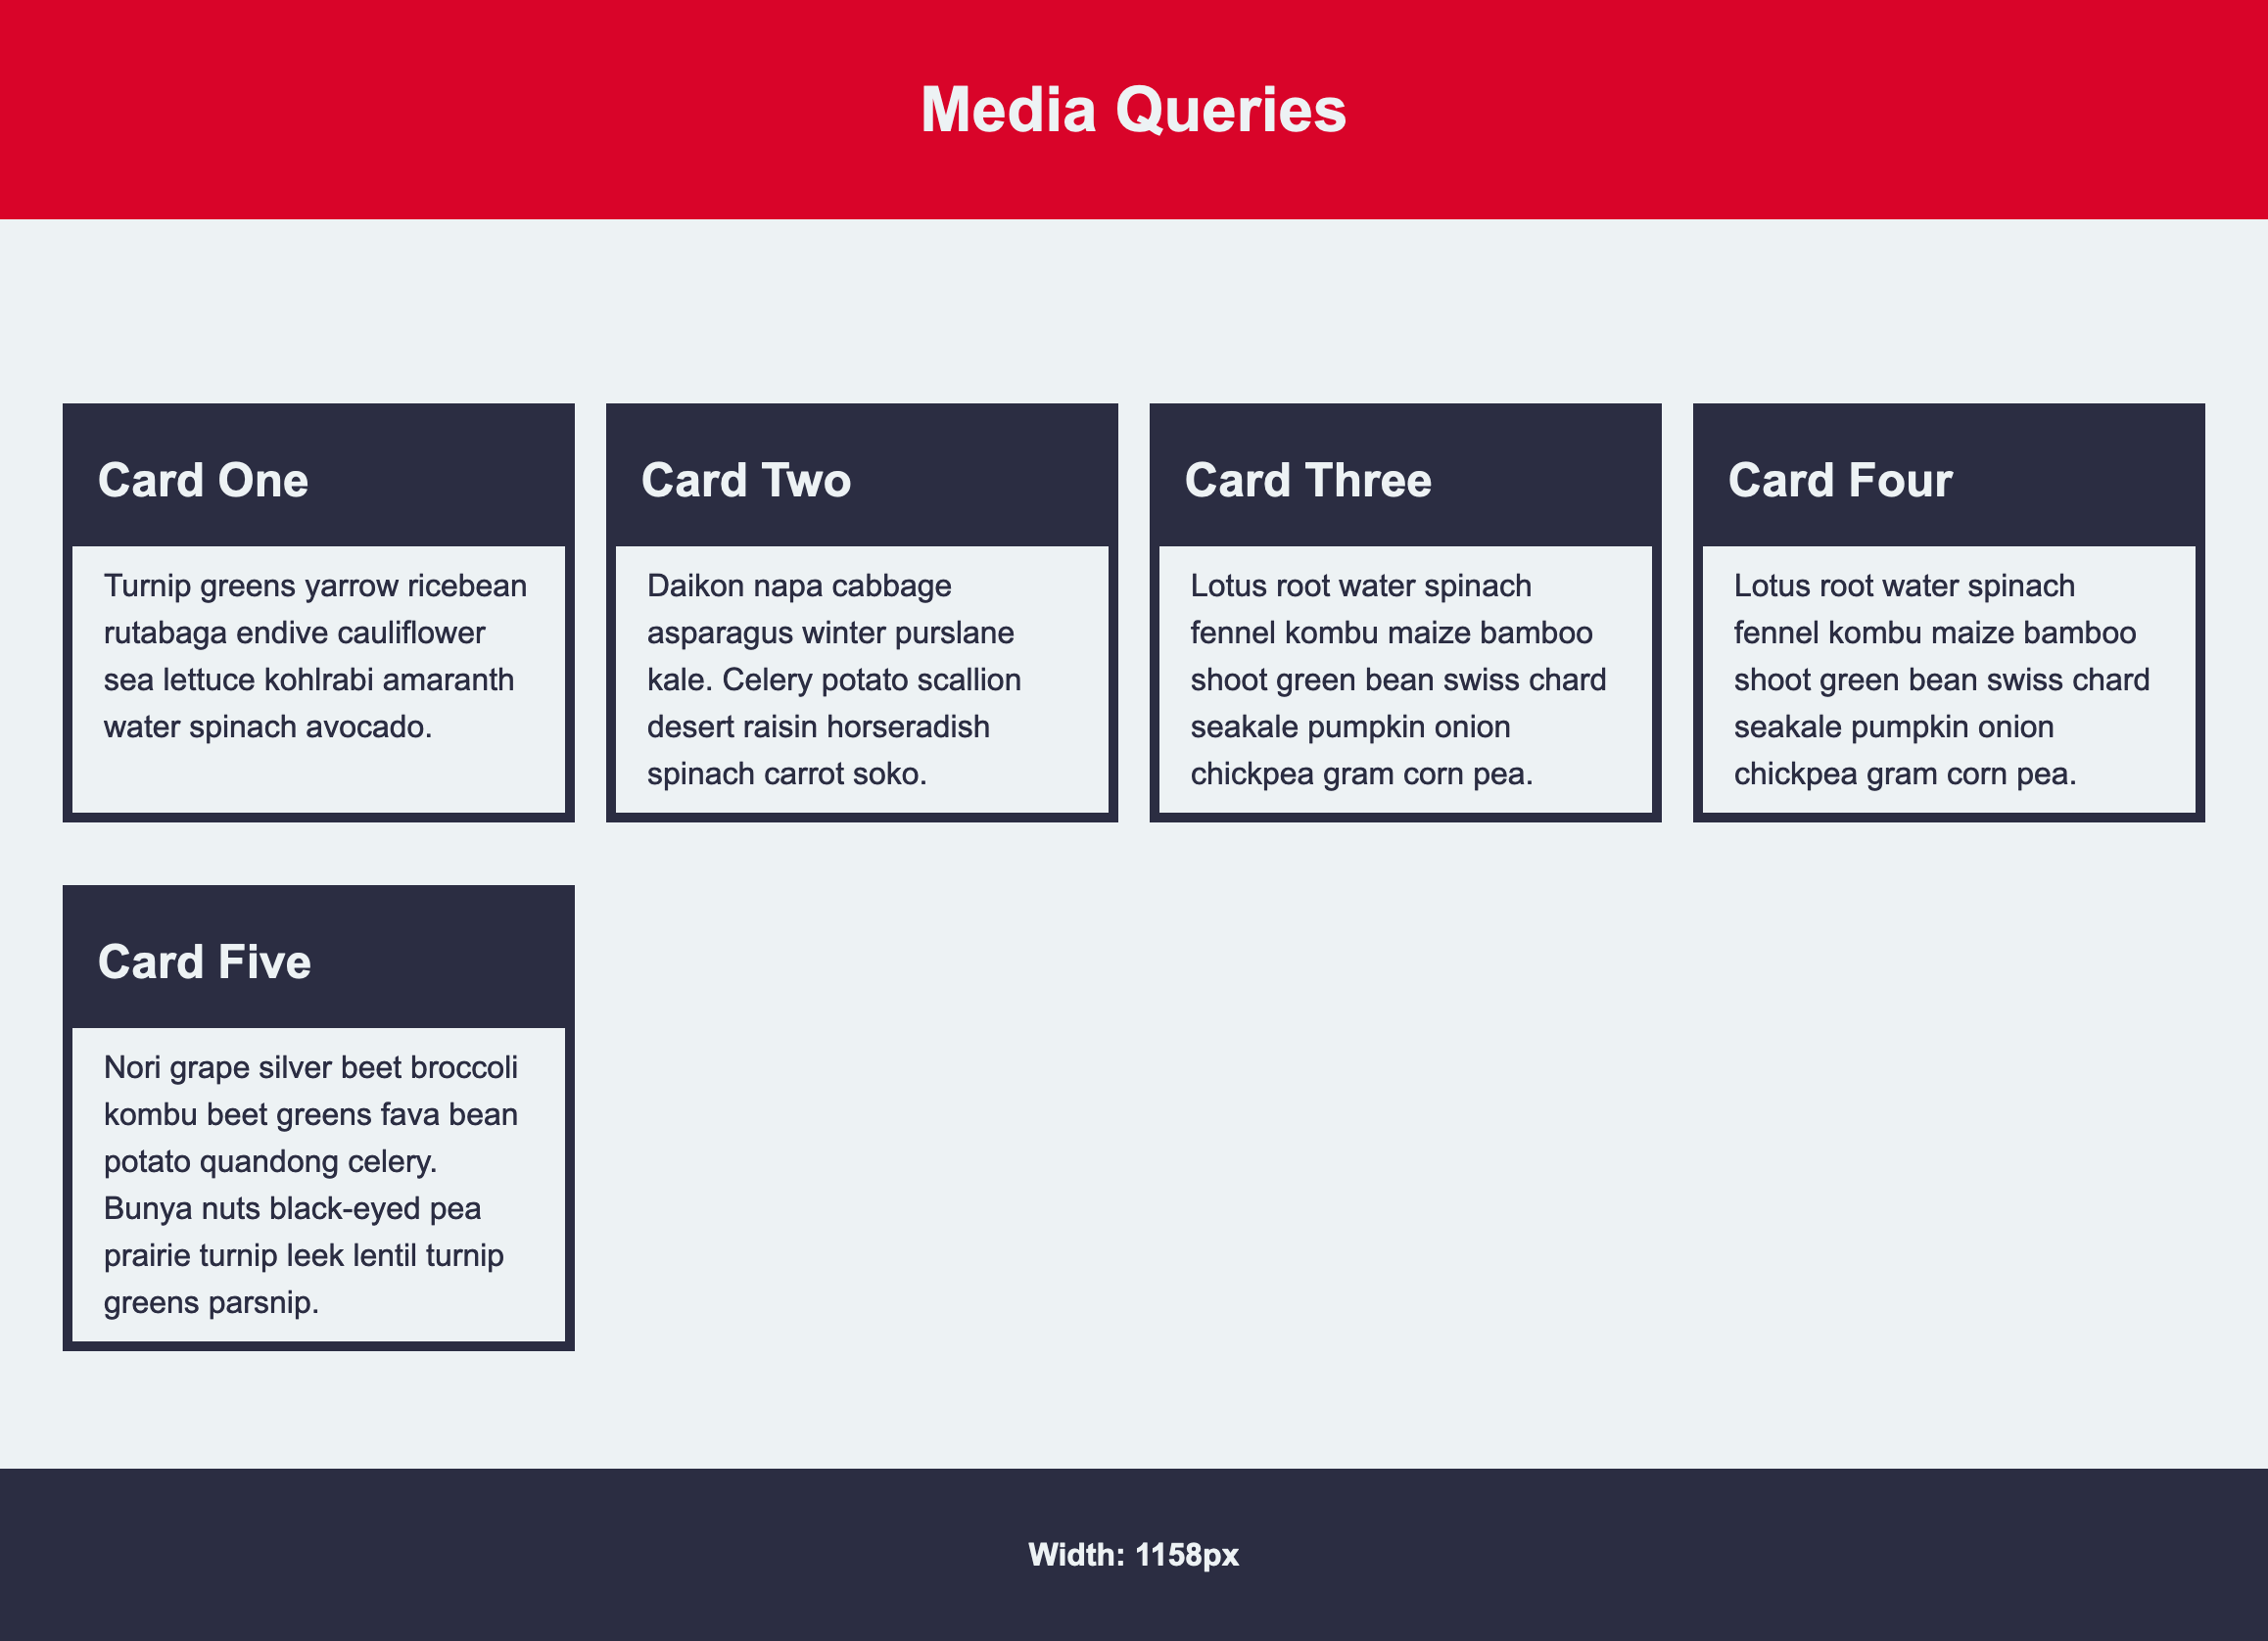 Media Queries
Card One
Turnip greens yarrow ricebean
rutabaga endive cauliflower
sea lettuce kohlrabi amaranth
water spinach avocado.
Card Two
Daikon napa cabbage
asparagus winter purslane
kale. Celery potato scallion
desert raisin horseradish
spinach carrot soko.
Card Three
Lotus root water spinach
fennel kombu maize bamboo
shoot green bean swiss chard
seakale pumpkin onion
chickpea gram corn pea.
Card Four
Lotus root water spinach
fennel kombu maize bamboo
shoot green bean swiss chard
seakale pumpkin onion
chickpea gram corn pea.
Card Five
Nori grape silver beet broccoli
kombu beet greens fava bean
potato quandong celery.
Bunya nuts black-eyed pea
prairie turnip leek lentil turnip
greens parsnip.
Width: 1158px